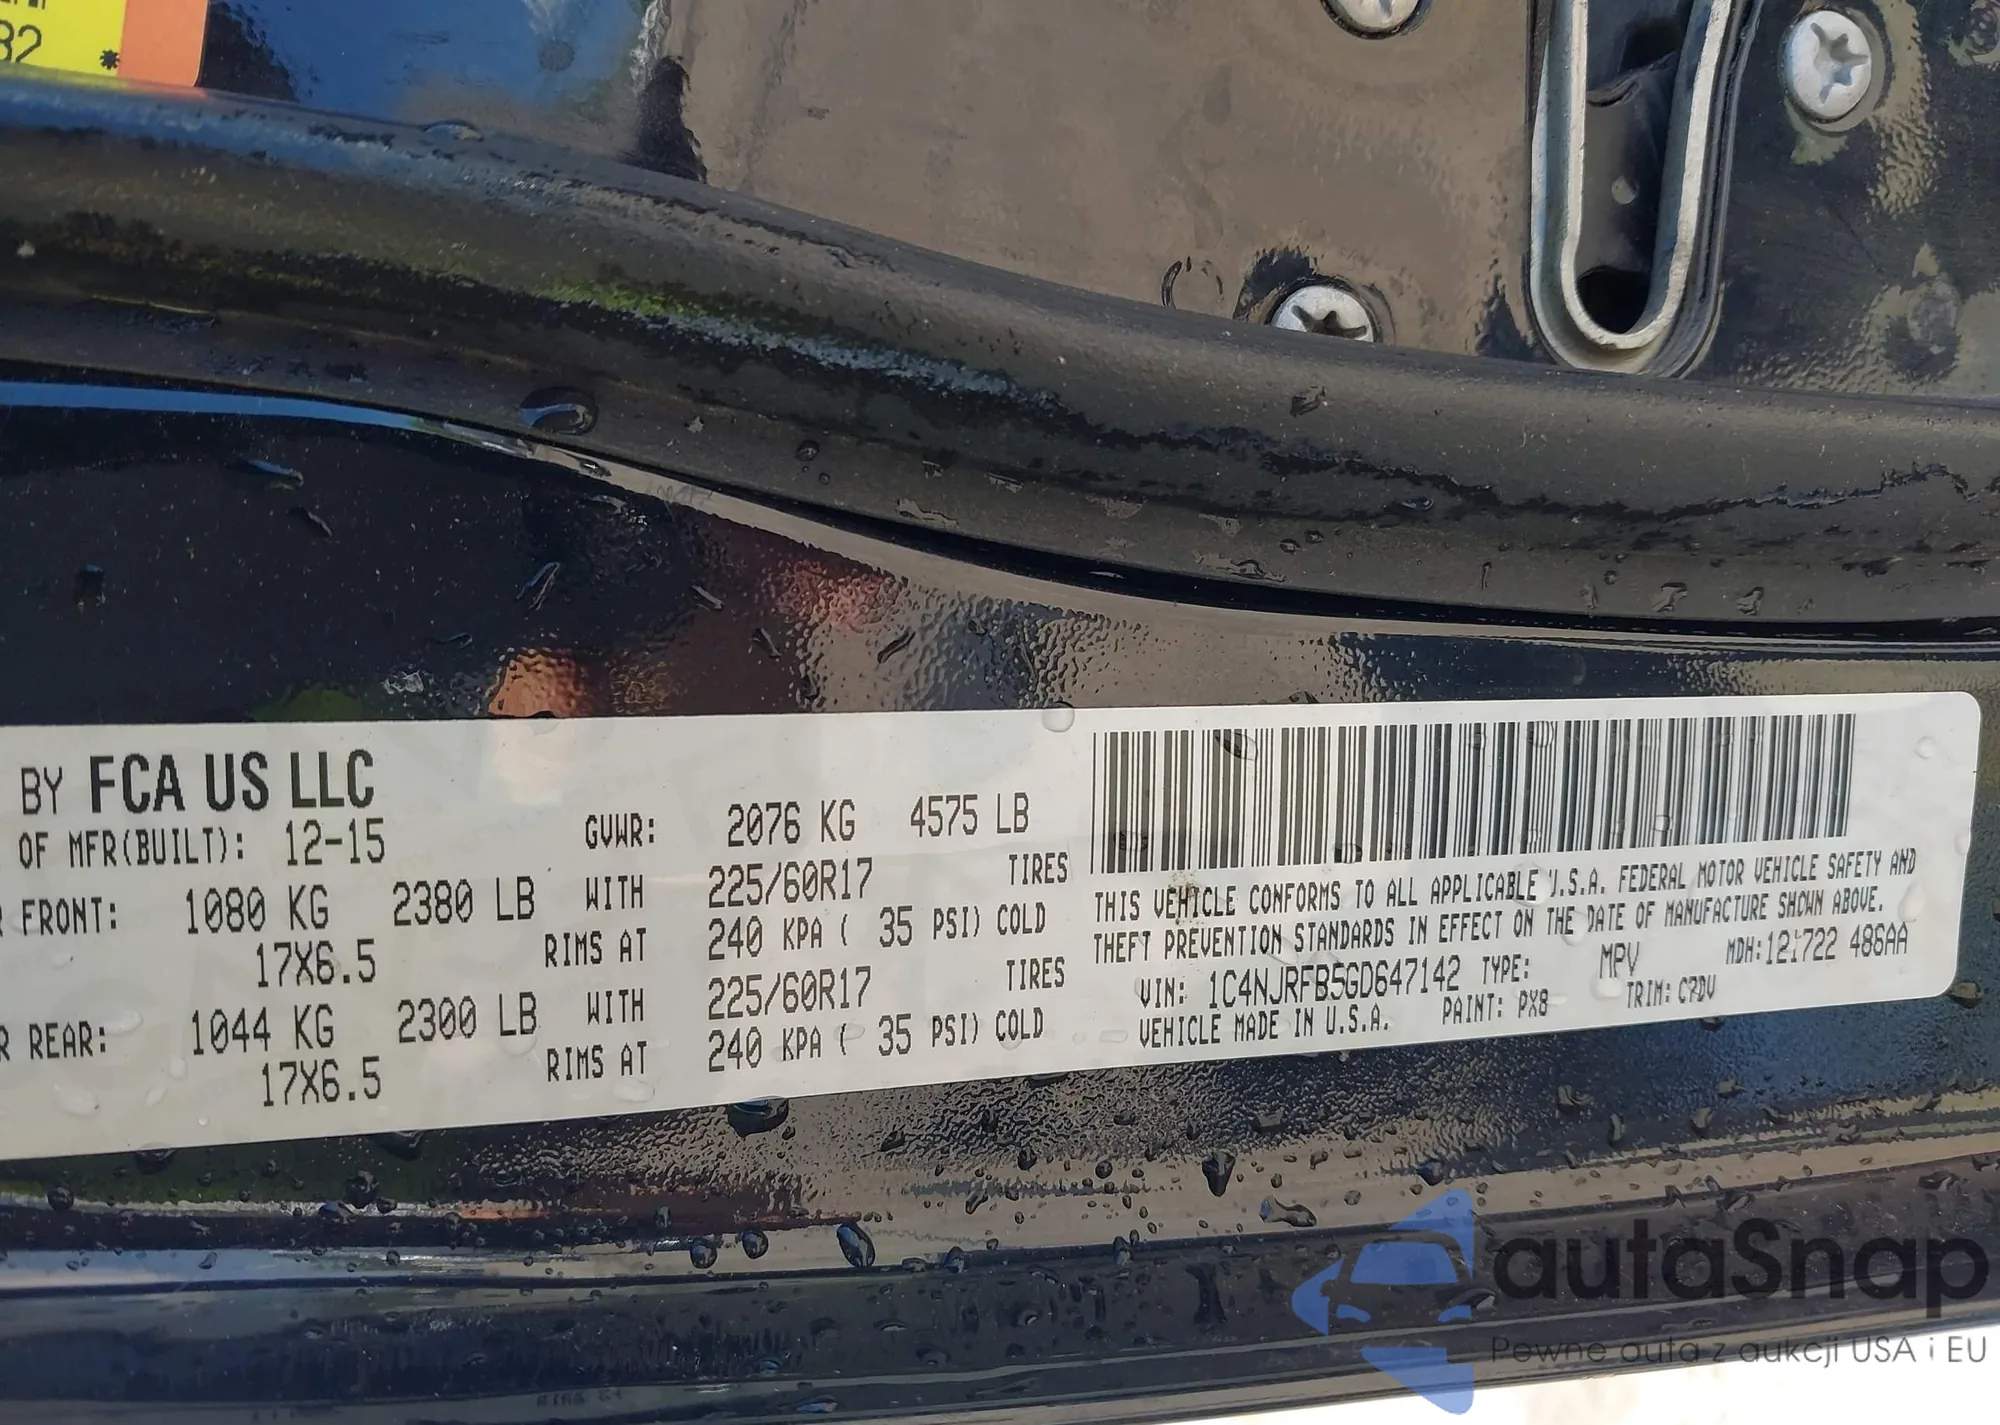 82 *
BY FCA US LLC
OF MFR(BUILT): 12-15 GVWR: 2076 KG 4575 LB
FRONT: 1080 KG 2380 LB WITH 225/60R17 TIRES
17X6.5 RIMS AT 240 KPA ( 35 PSI) COLD
R REAR: 1044 KG 2300 LB WITH 225/60R17 TIRES
17X6.5 RIMS AT 240 KPA ( 35 PSI) COLD
THIS VEHICLE CONFORMS TO ALL APPLICABLE U.S.A. FEDERAL MOTOR VEHICLE SAFETY AND
THEFT PREVENTION STANDARDS IN EFFECT ON THE DATE OF MANUFACTURE SHOWN ABOVE.
VIN: 1C4NJRFB5GD647142 TYPE: MPV MDH: 121722 486AA
VEHICLE MADE IN U.S.A. PAINT: PX8 TRIM: C7DV
autaSnap
Pewne auta z aukcji USA i EU